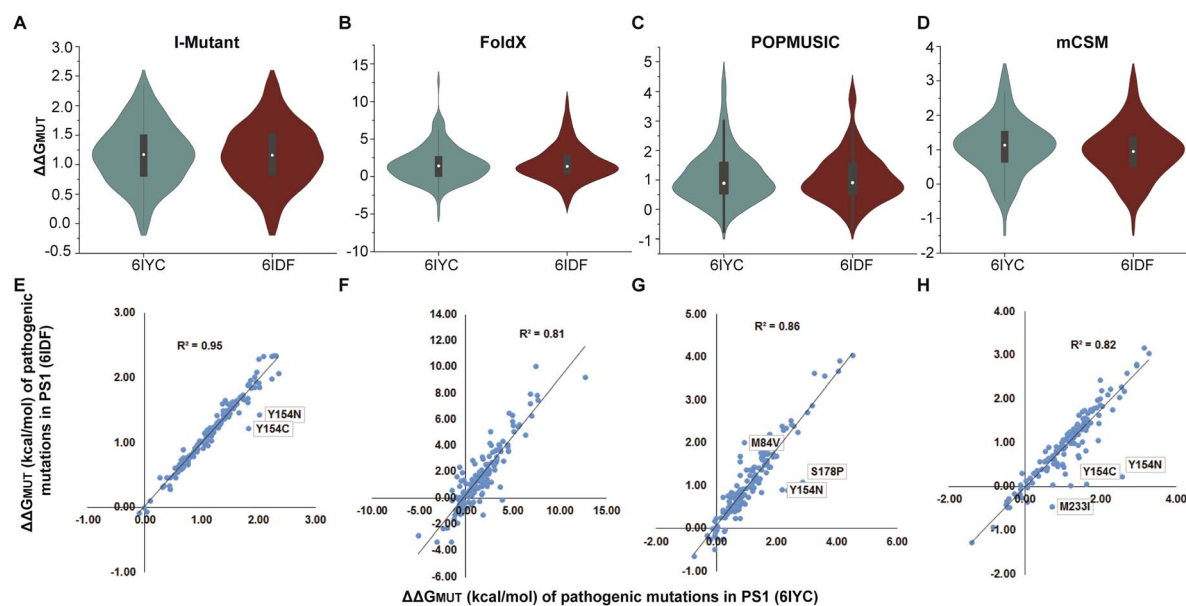 A
I-Mutant
ΔΔGMUT
3.0
2.5
2.0
1.5
1.0
0.5
0.0
-0.5
6IYC
6IDF
B
FoldX
15
10
5
0
-5
-10
6IYC
6IDF
C
POPMUSIC
5
4
3
2
1
0
-1
6IYC
6IDF
D
mCSM
4
3
2
1
0
-1
-2
6IYC
6IDF
E
ΔΔGMUT (kcal/mol) of pathogenic
mutations in PS1 (6IDF)
3.00
R² = 0.95
2.00
Y154N
Y154C
1.00
0.00
-1.00 0.00 1.00 2.00 3.00
-1.00
F
14.00
12.00
R² = 0.81
10.00
8.00
6.00
4.00
2.00
0.00
-10.00 -5.00 0.00 5.00 10.00 15.00
-2.00
-4.00
-6.00
G
5.00
R² = 0.86
4.00
3.00
2.00
M84V
S178P
1.00
Y154N
0.00
-2.00 0.00 2.00 4.00 6.00
-1.00
H
4.00
3.00
R² = 0.82
2.00
1.00
Y154C
Y154N
0.00
-2.00 0.00 2.00 4.00
M233I
-1.00
-2.00
ΔΔGMUT (kcal/mol) of pathogenic mutations in PS1 (6IYC)